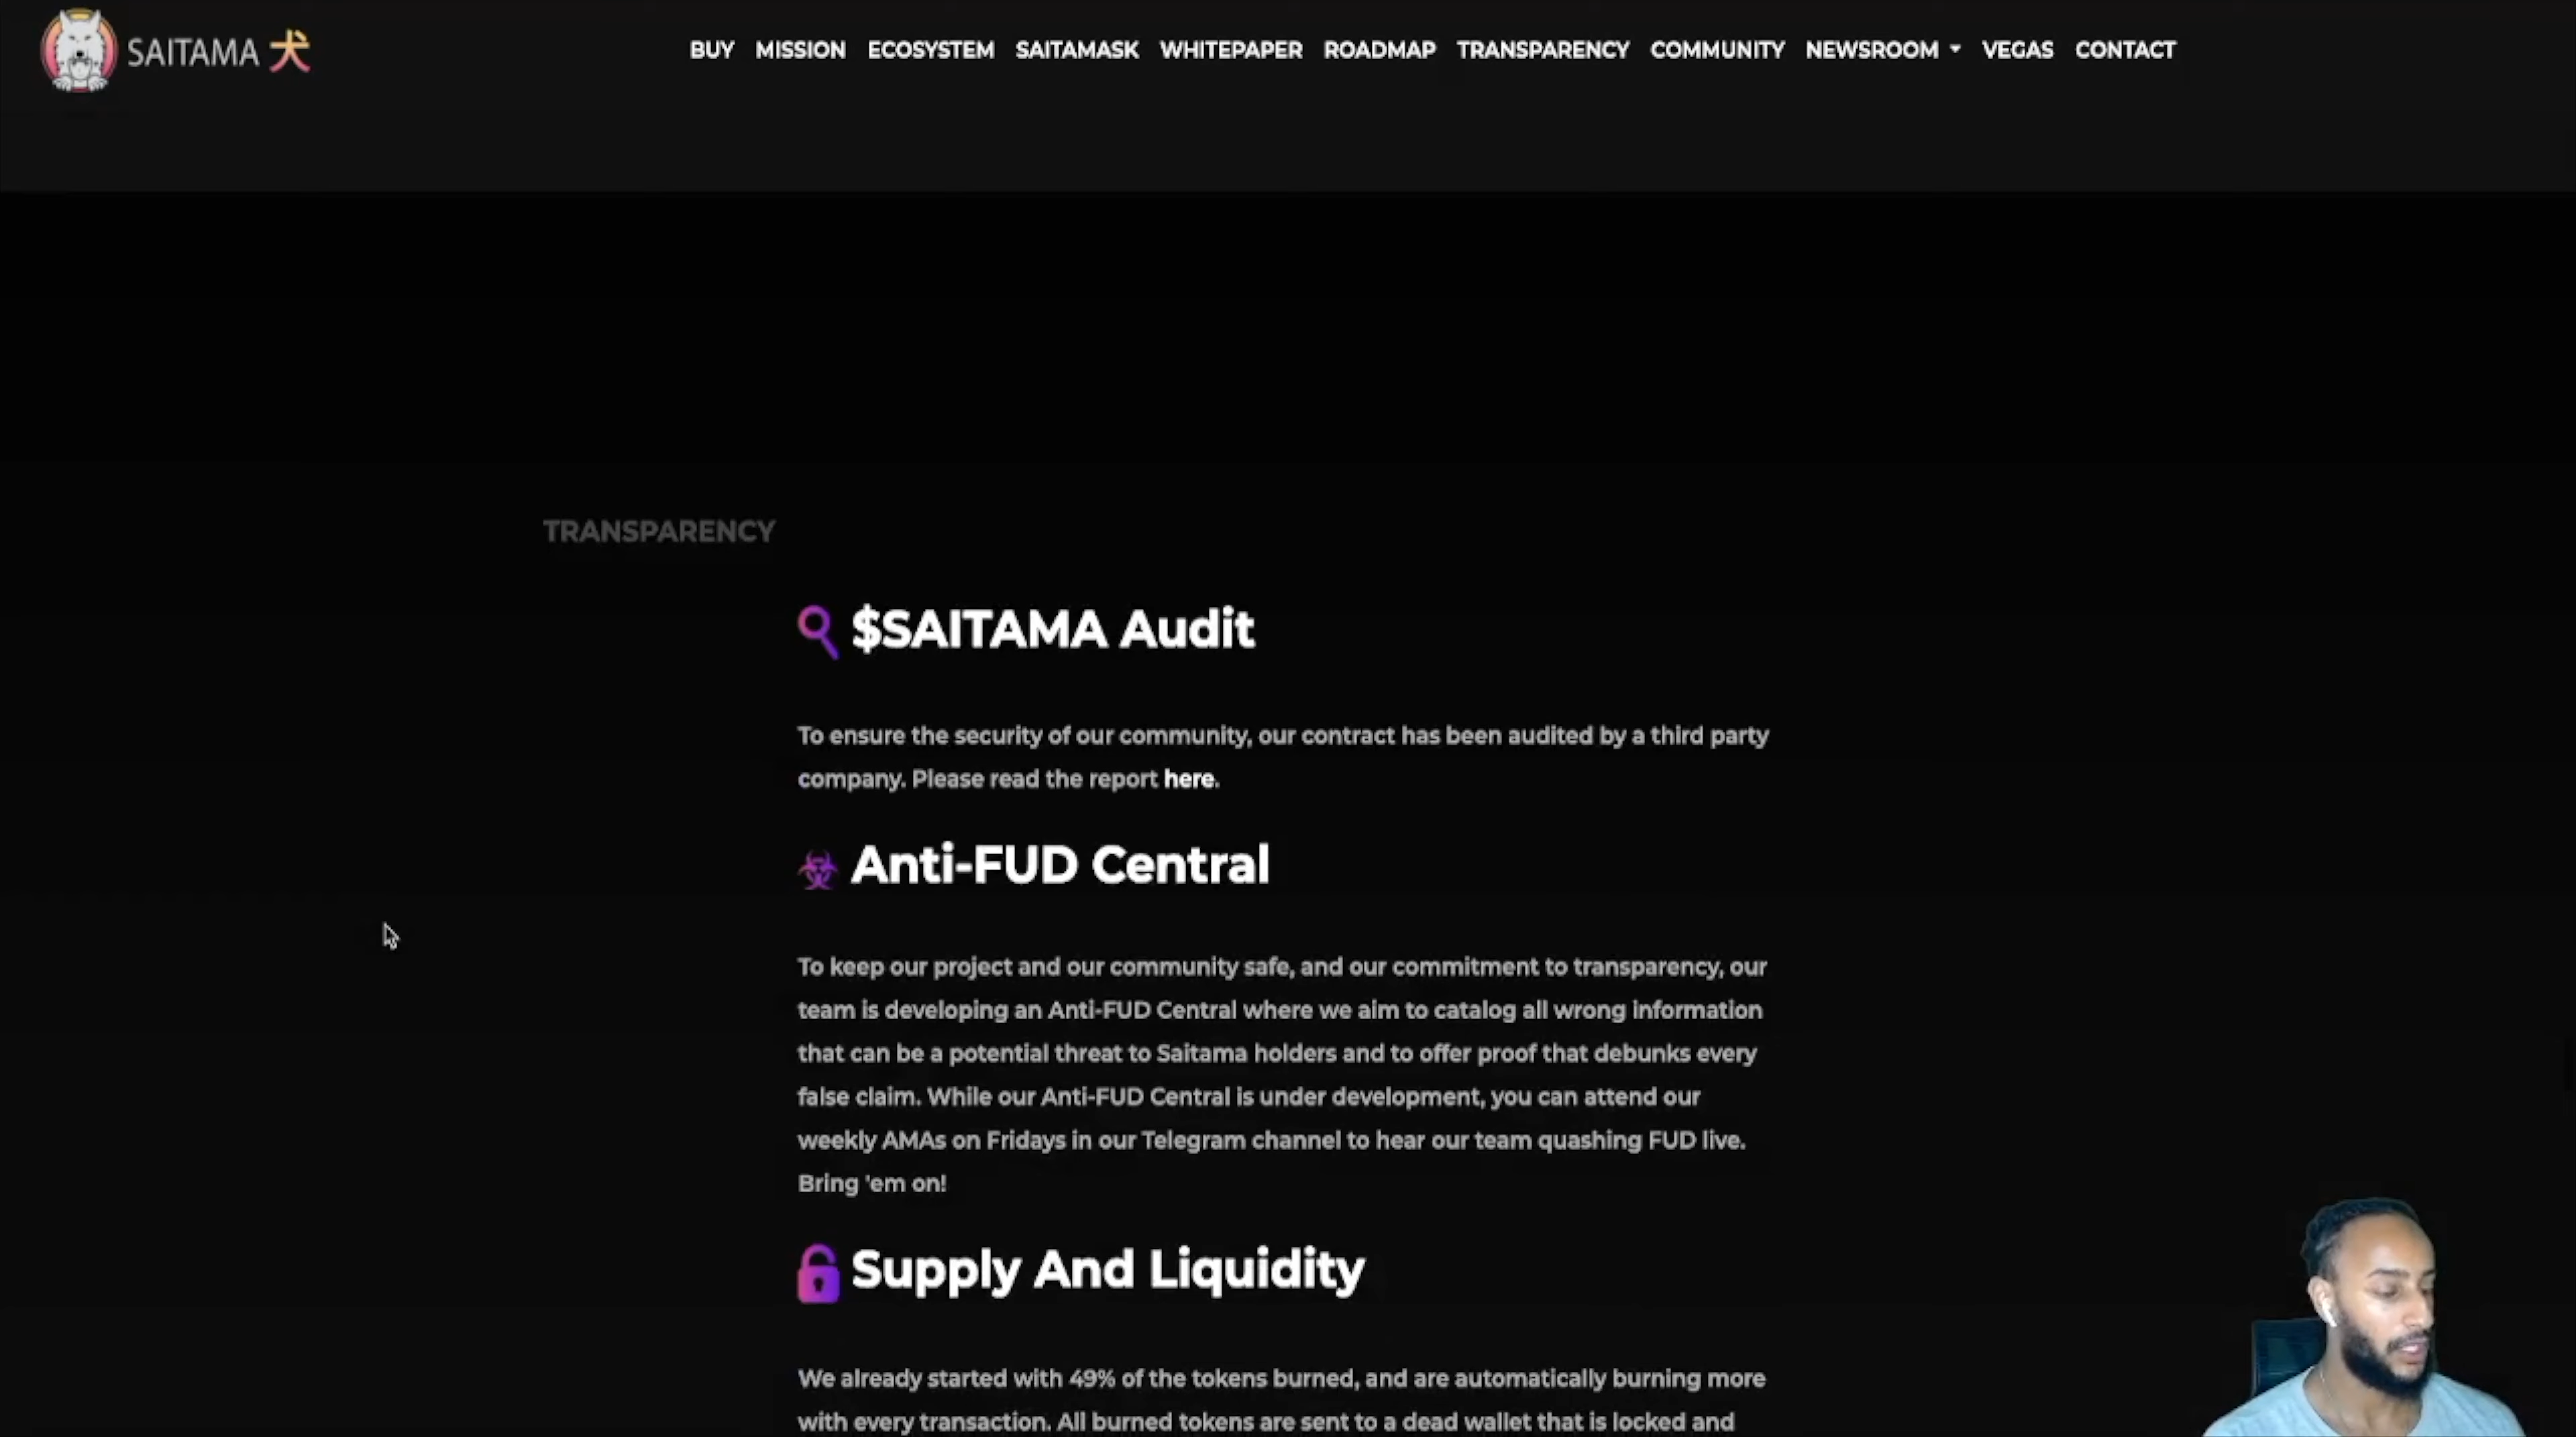 SAITAMA 犬
BUY MISSION ECOSYSTEM SAITAMASK WHITEPAPER ROADMAP TRANSPARENCY COMMUNITY NEWSROOM VEGAS CONTACT
TRANSPARENCY
$SAITAMA Audit
To ensure the security of our community, our contract has been audited by a third party
company. Please read the report here.
Anti-FUD Central
To keep our project and our community safe, and our commitment to transparency, our
team is developing an Anti-FUD Central where we aim to catalog all wrong information
that can be a potential threat to Saitama holders and to offer proof that debunks every
false claim. While our Anti-FUD Central is under development, you can attend our
weekly AMAs on Fridays in our Telegram channel to hear our team quashing FUD live.
Bring 'em on!
Supply And Liquidity
We already started with 49% of the tokens burned, and are automatically burning more
with every transaction. All burned tokens are sent to a dead wallet that is locked and